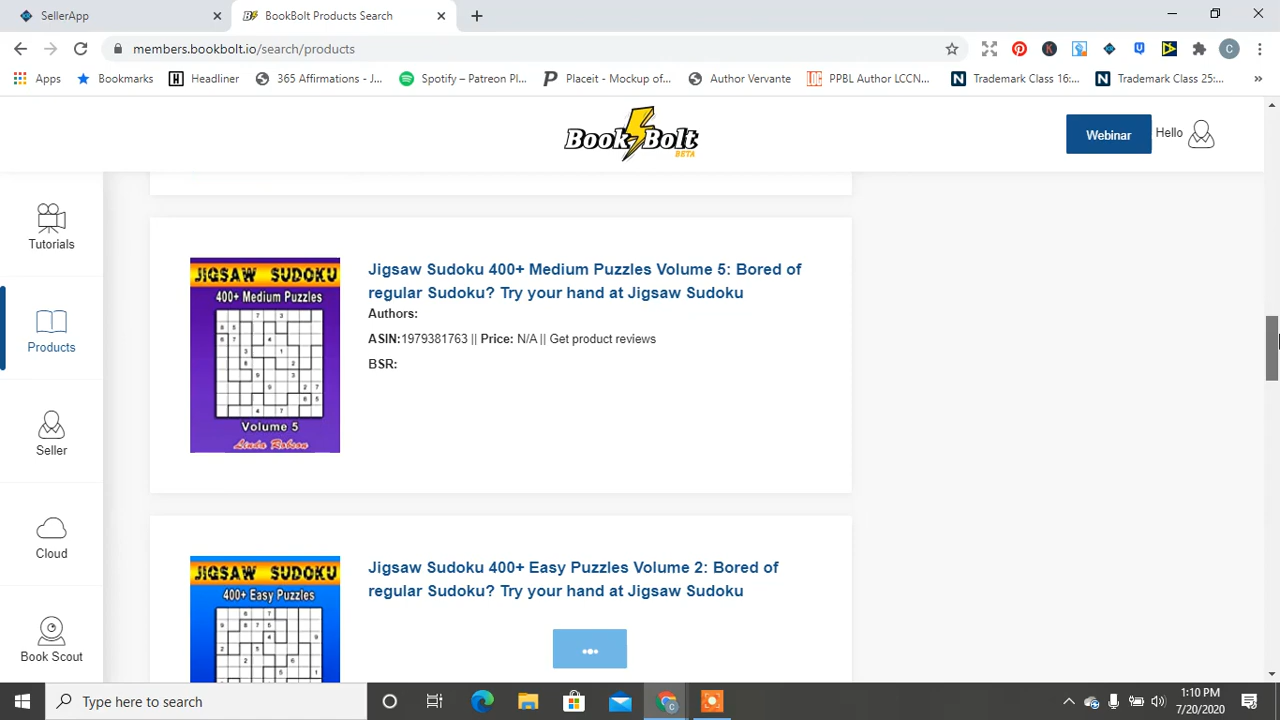 SellerApp
BookBolt Products Search
members.bookbolt.io/search/products
Apps
Bookmarks
Headliner
365 Affirmations - J...
Spotify – Patreon Pl...
Placeit - Mockup of...
Author Vervante
PPBL Author LCCN...
Trademark Class 16:...
Trademark Class 25:...
Book Bolt
BETA
Webinar
Hello
Tutorials
Products
Seller
Cloud
Book Scout
JIGSAW SUDOKU
400+ Medium Puzzles
Volume 5
Linda Robson
Jigsaw Sudoku 400+ Medium Puzzles Volume 5: Bored of
regular Sudoku? Try your hand at Jigsaw Sudoku
Authors:
ASIN:1979381763 || Price: N/A || Get product reviews
BSR:
JIGSAW SUDOKU
400+ Easy Puzzles
Jigsaw Sudoku 400+ Easy Puzzles Volume 2: Bored of
regular Sudoku? Try your hand at Jigsaw Sudoku
Type here to search
1:10 PM
7/20/2020